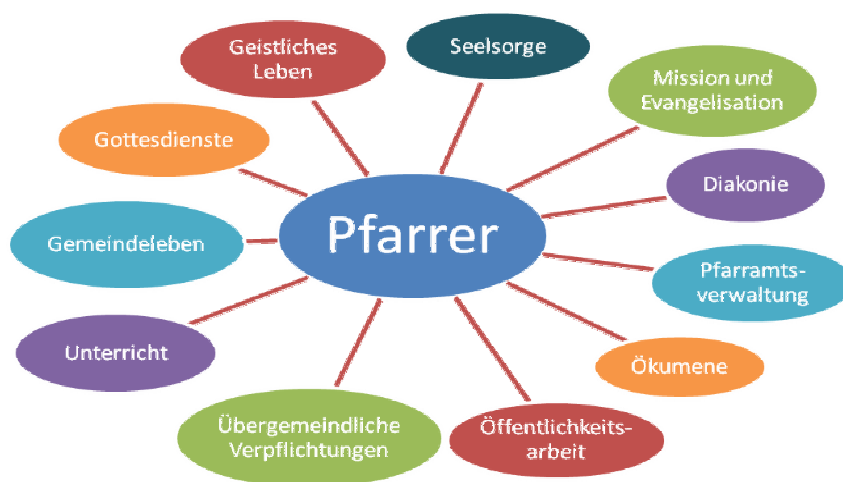 Geistliches
Leben
Seelsorge
Mission und
Evangelisation
Gottesdienste
Diakonie
Pfarrer
Gemeindeleben
Pfarramts-
verwaltung
Unterricht
Ökumene
Übergemeindliche
Verpflichtungen
Öffentlichkeits-
arbeit